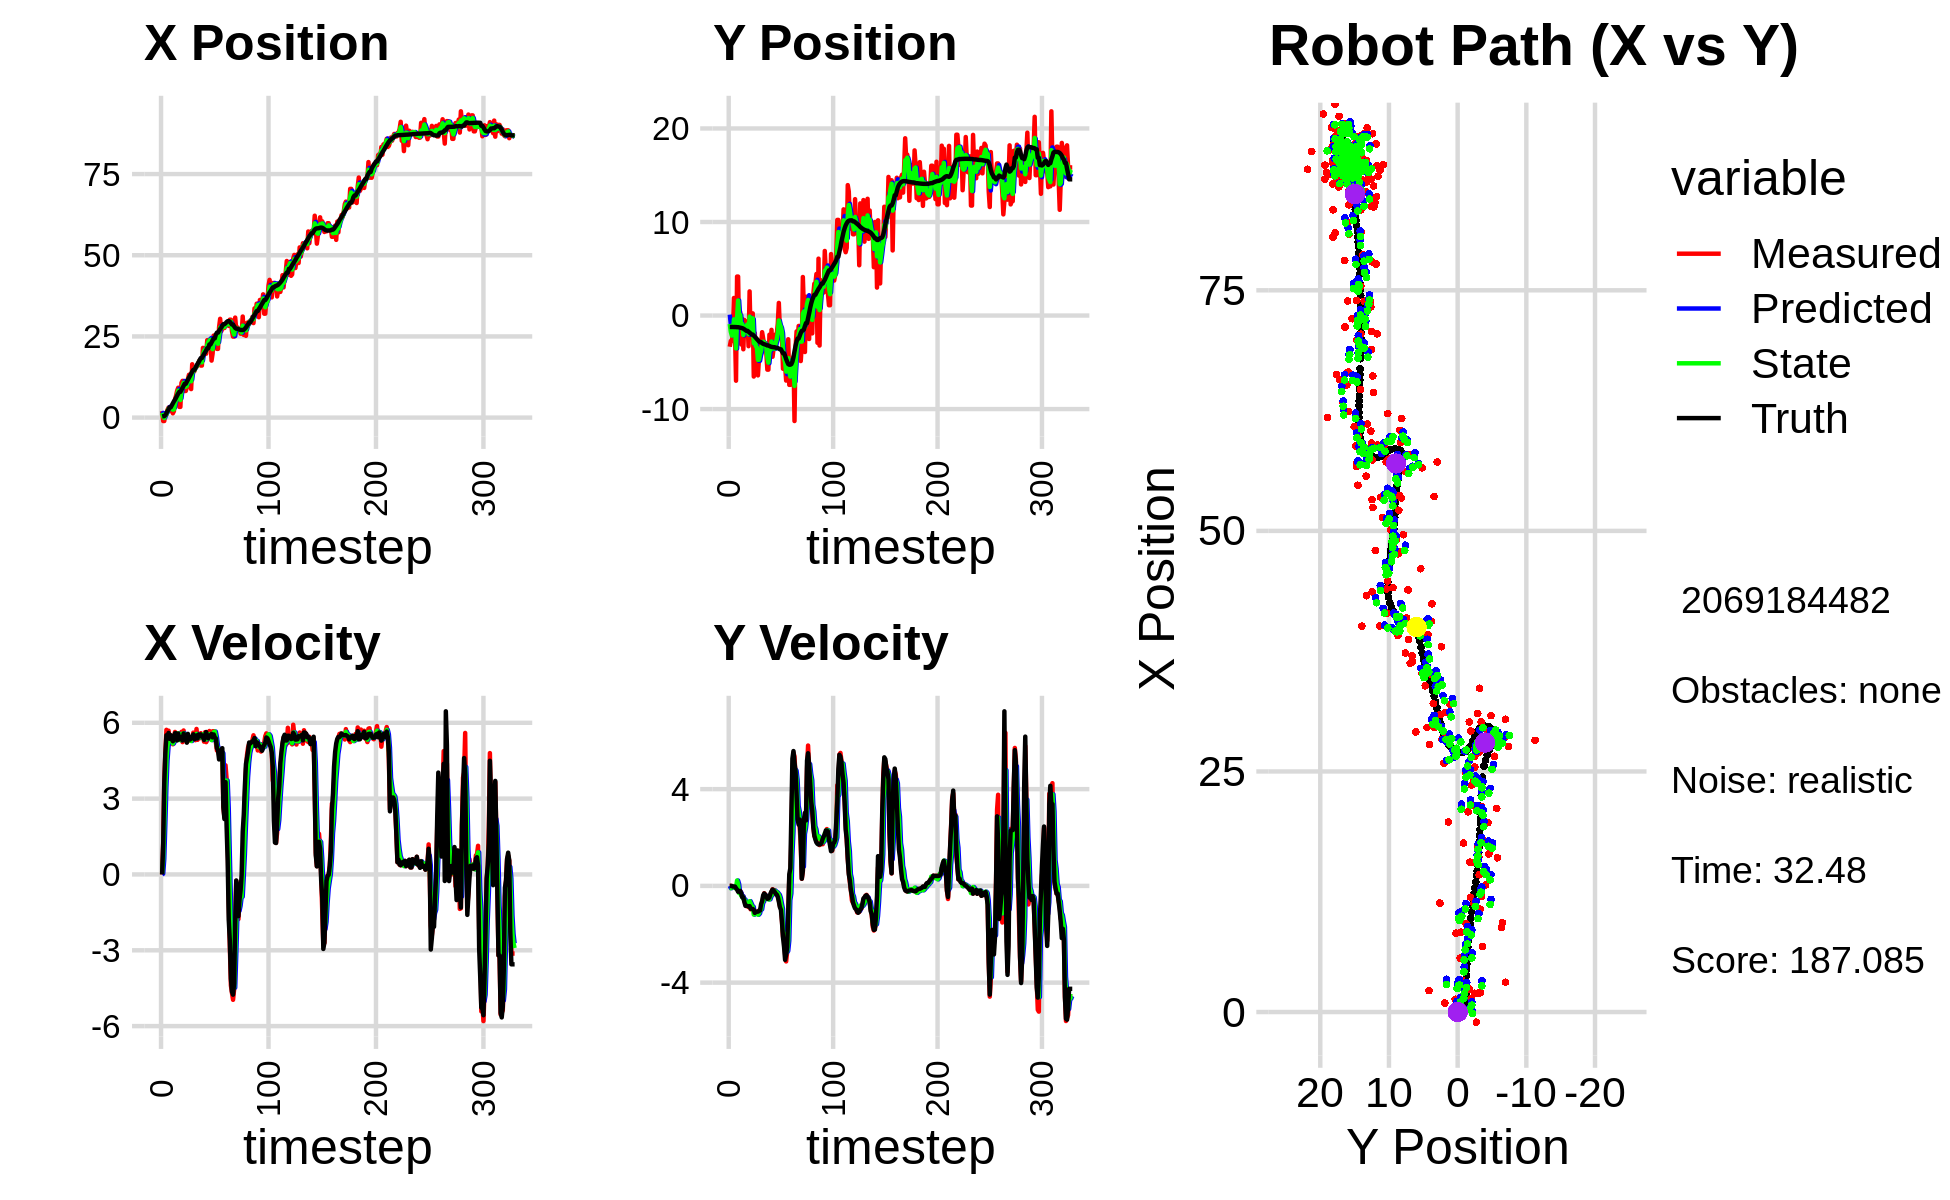 X Position
75
50
25
0
0
100
200
300
timestep
Y Position
20
10
0
-10
0
100
200
300
timestep
X Velocity
6
3
0
-3
-6
0
100
200
300
timestep
Y Velocity
4
0
-4
0
100
200
300
timestep
Robot Path (X vs Y)
X Position
75
50
25
0
20 10 0 -10 -20
Y Position
variable
Measured
Predicted
State
Truth
2069184482
Obstacles: none
Noise: realistic
Time: 32.48
Score: 187.085